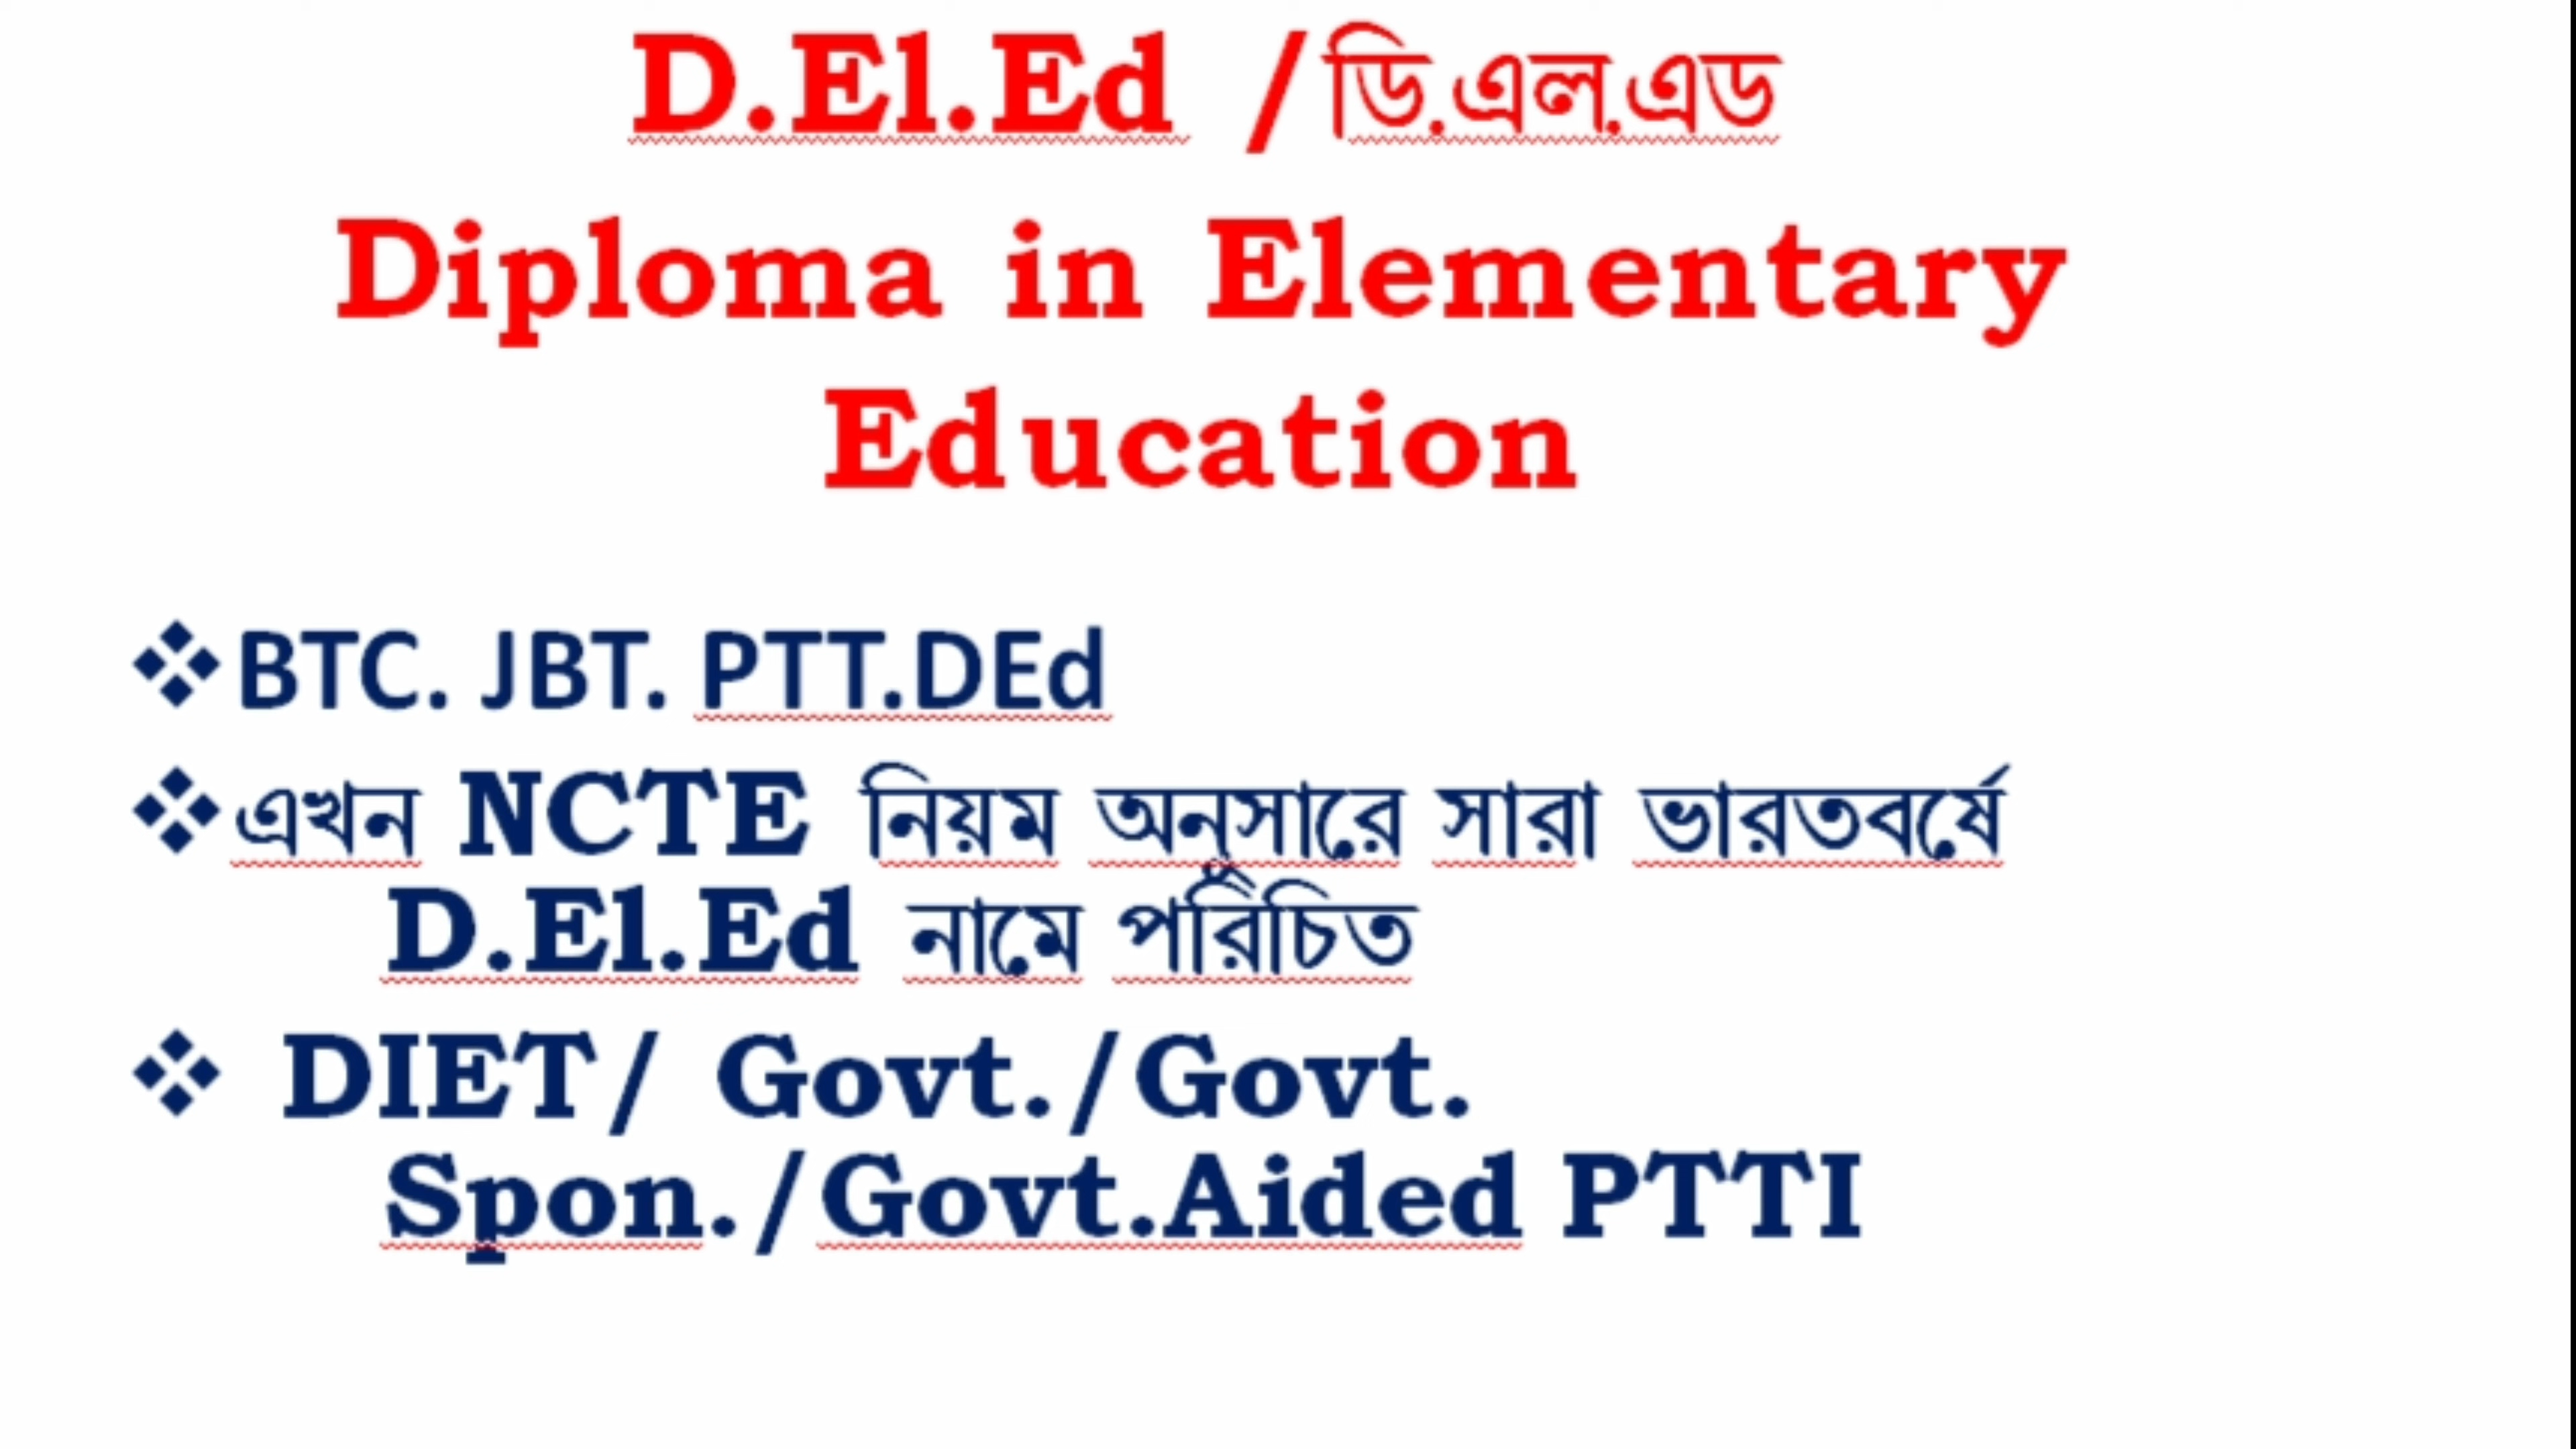 D.El.Ed /ডি.এল.এড
Diploma in Elementary
Education
❖BTC. JBT. PTT.DEd
❖এখন NCTE নিয়ম অনুসারে সারা ভারতবর্ষে
D.El.Ed নামে পরিচিত
❖ DIET/ Govt./Govt.
Spon./Govt.Aided PTTI